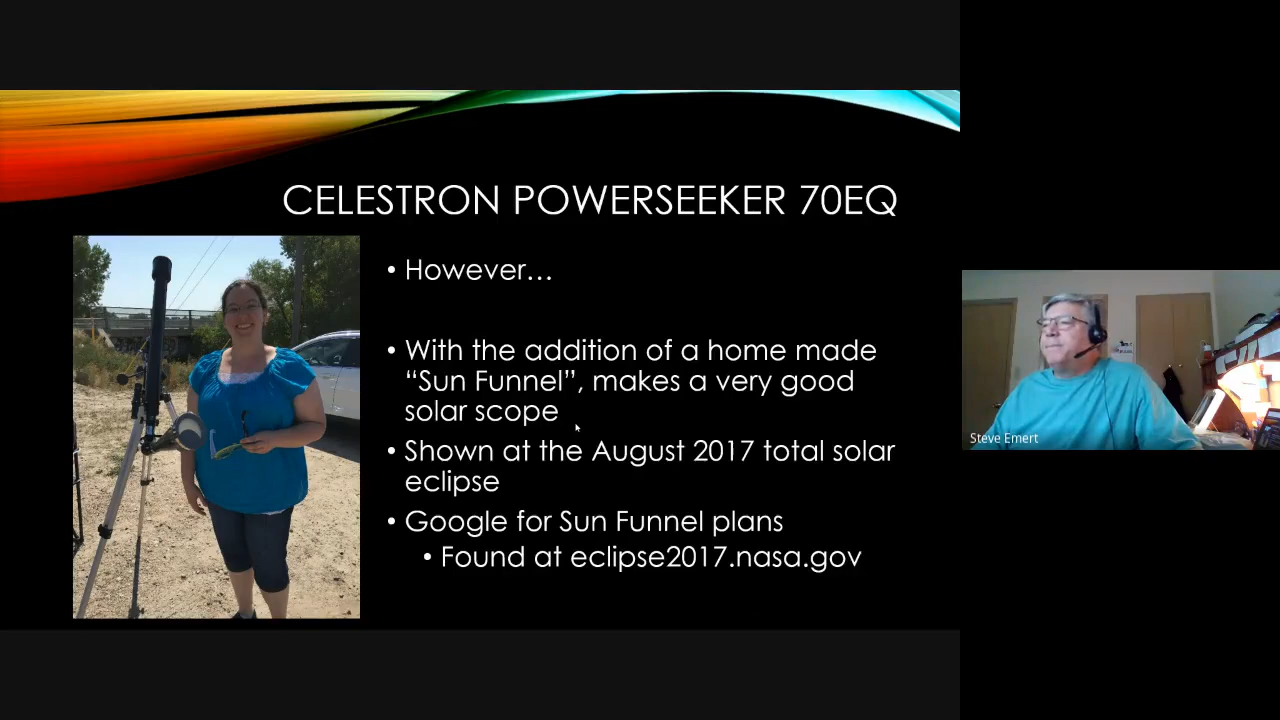 CELESTRON POWERSEEKER 70EQ
• However…
• With the addition of a home made
“Sun Funnel”, makes a very good
solar scope
• Shown at the August 2017 total solar
eclipse
• Google for Sun Funnel plans
• Found at eclipse2017.nasa.gov
Steve Emert